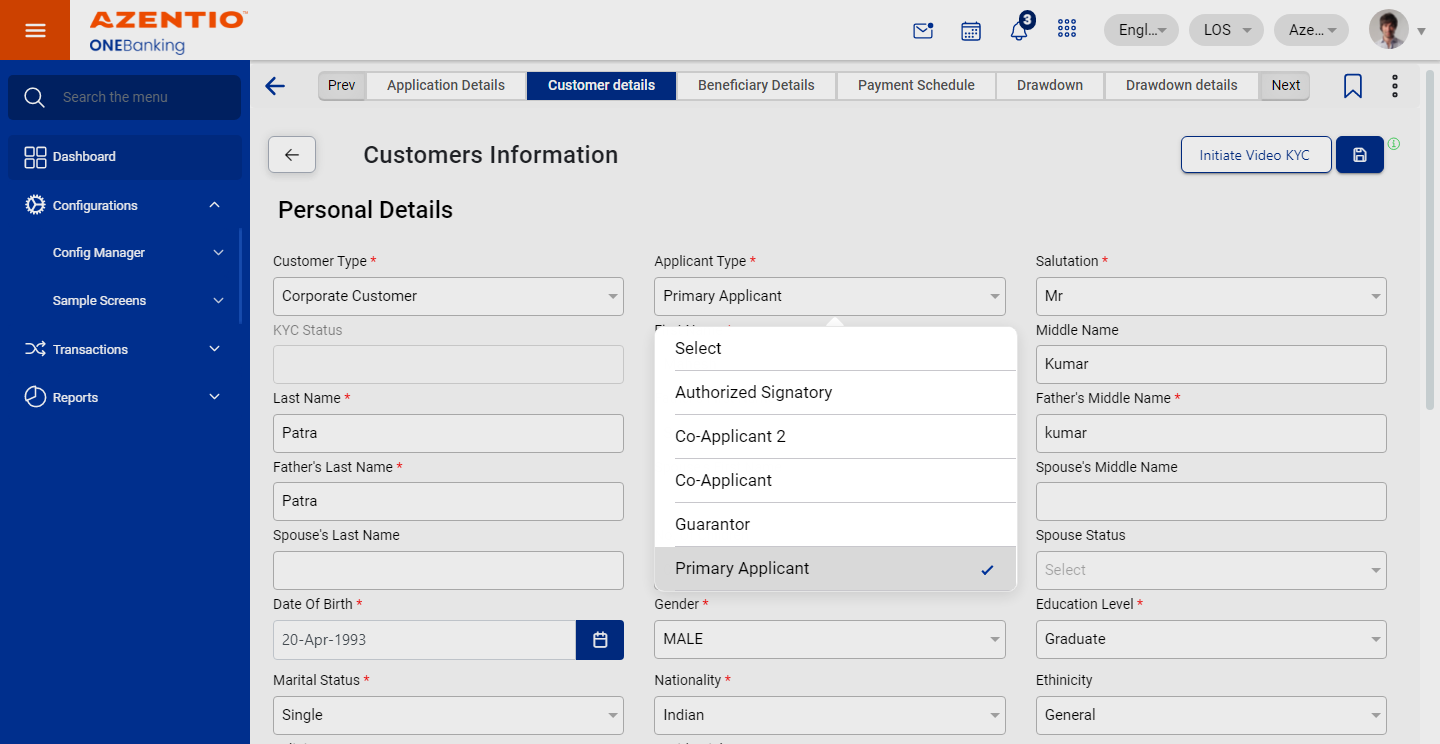 AZENTIO™
ONEBanking
3
Engl...
LOS
Aze...
Search the menu
Dashboard
Configurations
Config Manager
Sample Screens
Transactions
Reports
Prev
Application Details
Customer details
Beneficiary Details
Payment Schedule
Drawdown
Drawdown details
Next
Customers Information
Initiate Video KYC
Personal Details
Customer Type *
Applicant Type *
Salutation *
Corporate Customer
Primary Applicant
Mr
KYC Status
Middle Name
Kumar
Last Name *
Father's Middle Name *
Patra
kumar
Father's Last Name *
Spouse's Middle Name
Patra
Spouse's Last Name
Spouse Status
Select
Select
Authorized Signatory
Co-Applicant 2
Co-Applicant
Guarantor
Primary Applicant
Date Of Birth *
Gender *
Education Level *
20-Apr-1993
MALE
Graduate
Marital Status *
Nationality *
Ethinicity
Single
Indian
General